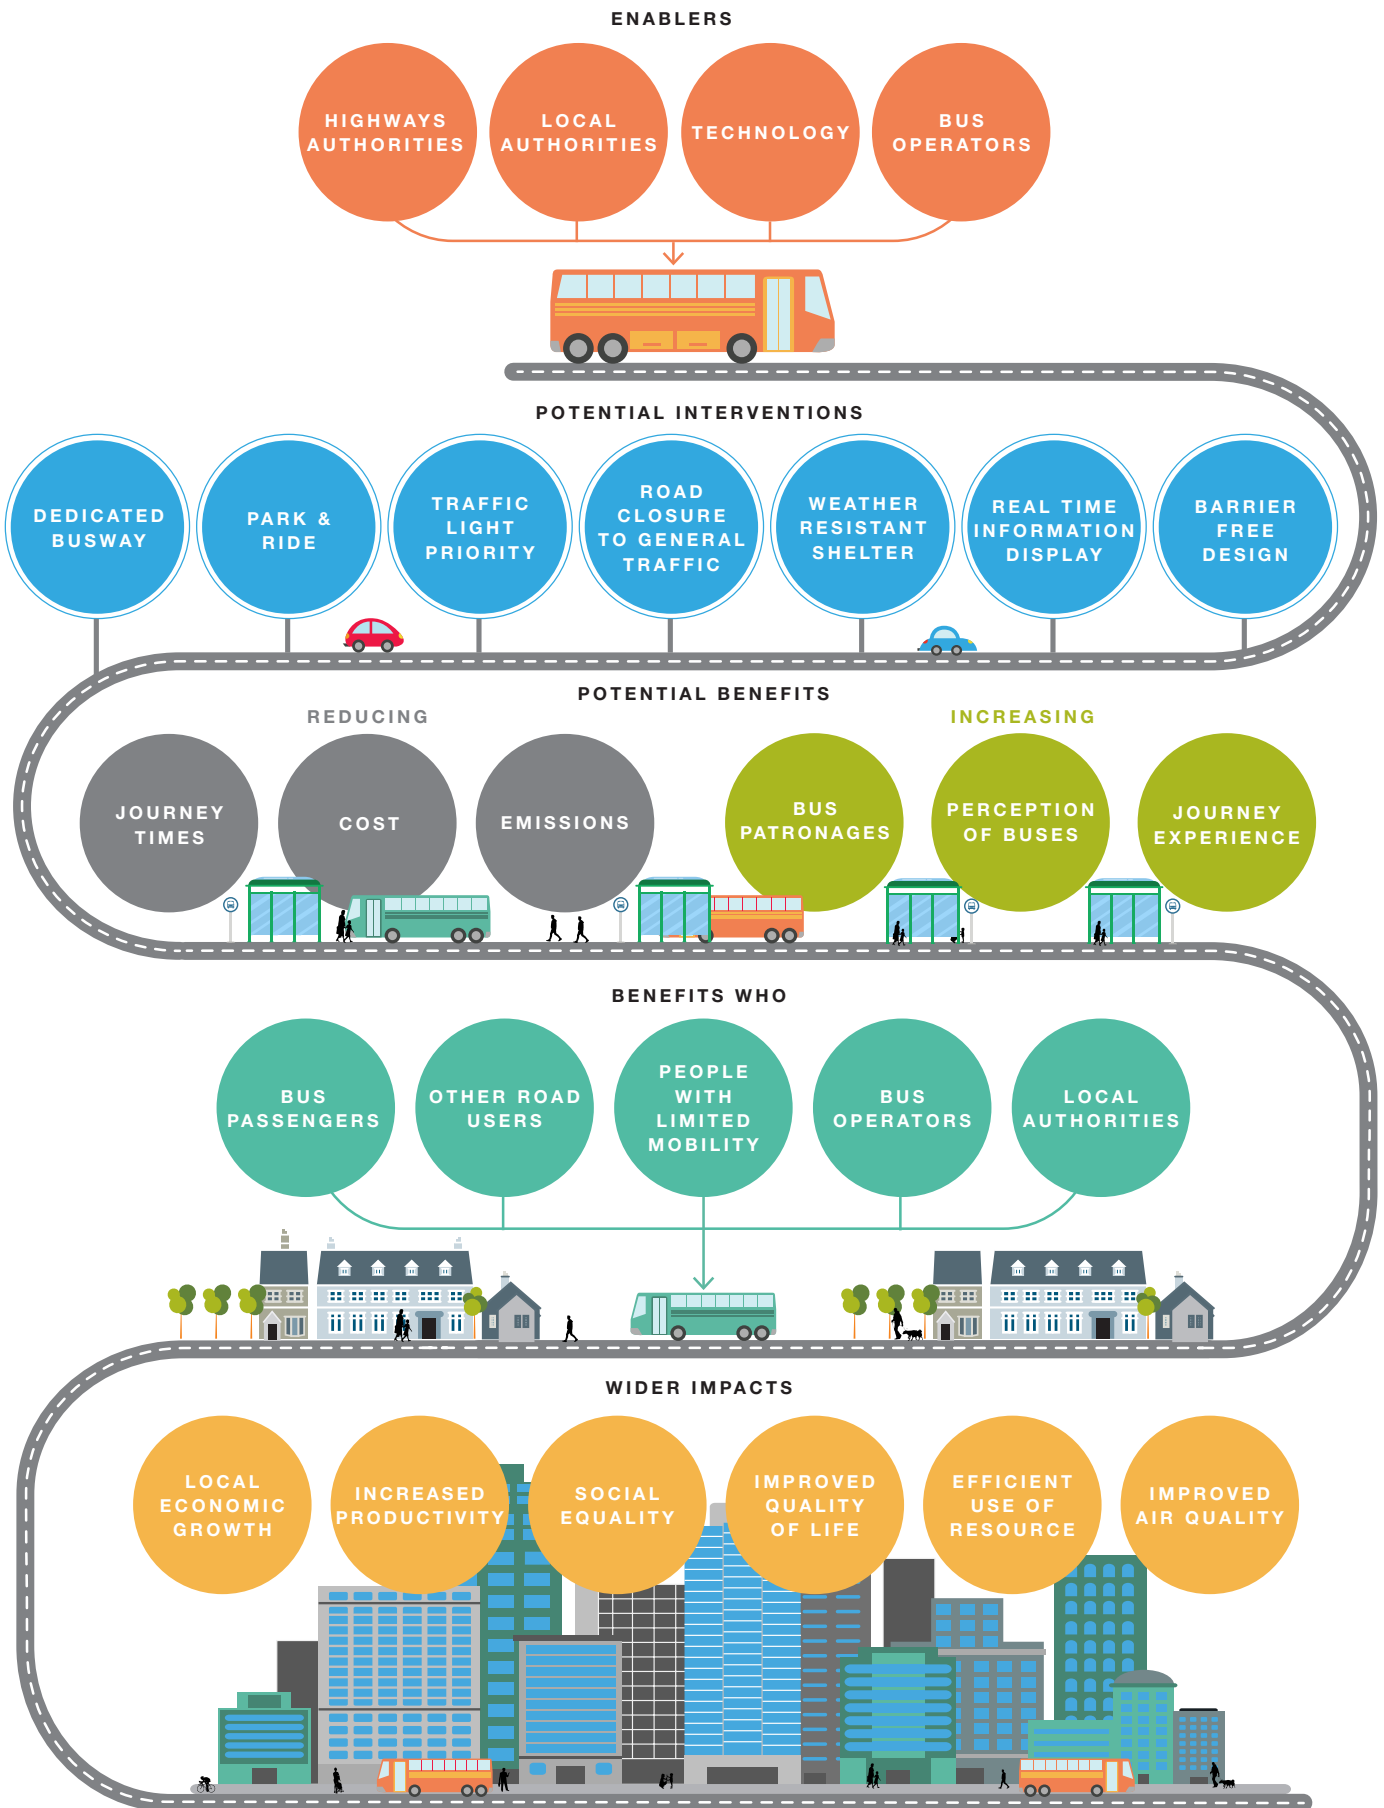 ENABLERS
HIGHWAYS
AUTHORITIES
LOCAL
AUTHORITIES
TECHNOLOGY
BUS
OPERATORS
POTENTIAL INTERVENTIONS
DEDICATED
BUSWAY
PARK &
RIDE
TRAFFIC
LIGHT
PRIORITY
ROAD
CLOSURE
TO GENERAL
TRAFFIC
WEATHER
RESISTANT
SHELTER
REAL TIME
INFORMATION
DISPLAY
BARRIER
FREE
DESIGN
POTENTIAL BENEFITS
REDUCING
INCREASING
JOURNEY
TIMES
COST
EMISSIONS
BUS
PATRONAGES
PERCEPTION
OF BUSES
JOURNEY
EXPERIENCE
BENEFITS WHO
BUS
PASSENGERS
OTHER ROAD
USERS
PEOPLE
WITH
LIMITED
MOBILITY
BUS
OPERATORS
LOCAL
AUTHORITIES
WIDER IMPACTS
LOCAL
ECONOMIC
GROWTH
INCREASED
PRODUCTIVITY
SOCIAL
EQUALITY
IMPROVED
QUALITY
OF LIFE
EFFICIENT
USE OF
RESOURCE
IMPROVED
AIR QUALITY